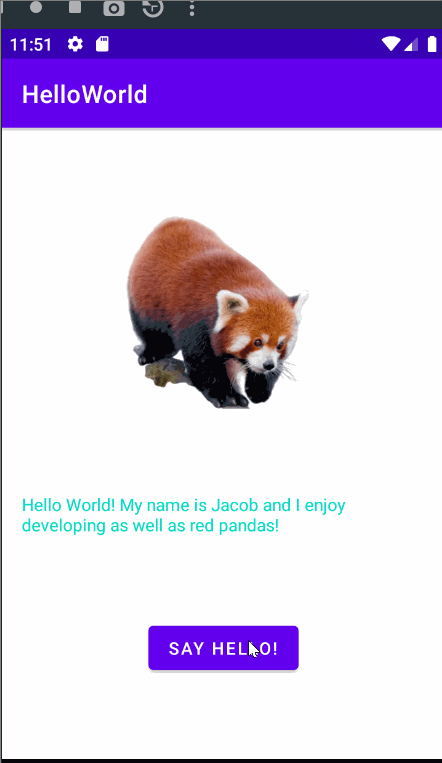 11:51
HelloWorld
Hello World! My name is Jacob and I enjoy
developing as well as red pandas!
SAY HELLO!